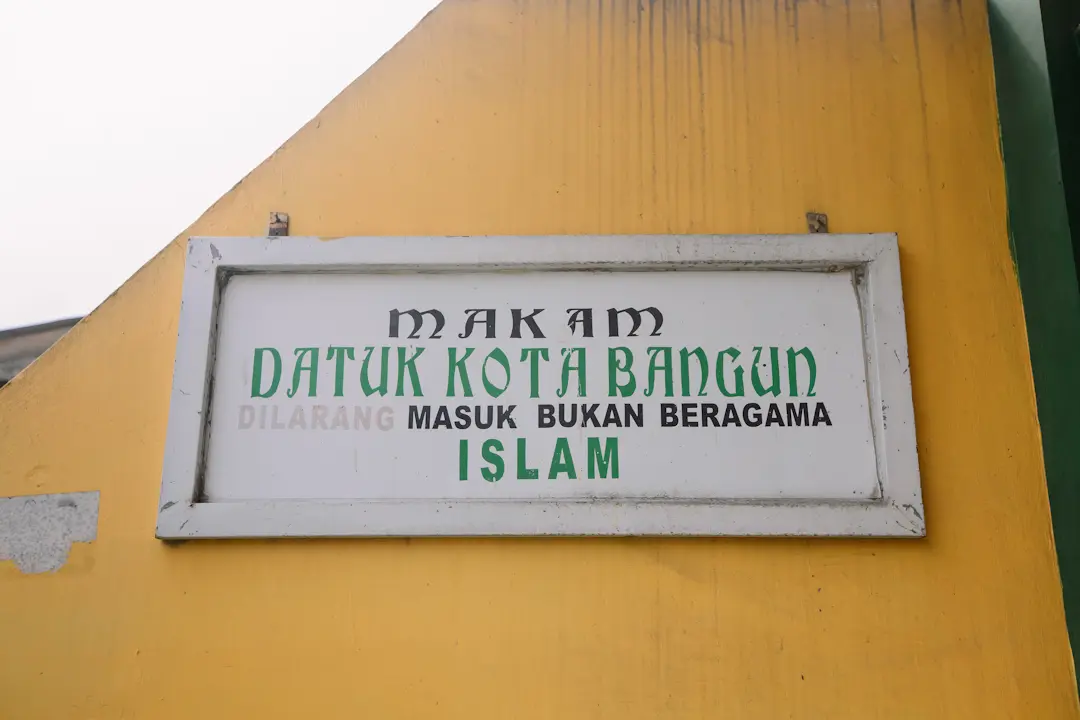 MAKAM
DATUK KOTA BANGUN
DILARANG MASUK BUKAN BERAGAMA
ISLAM